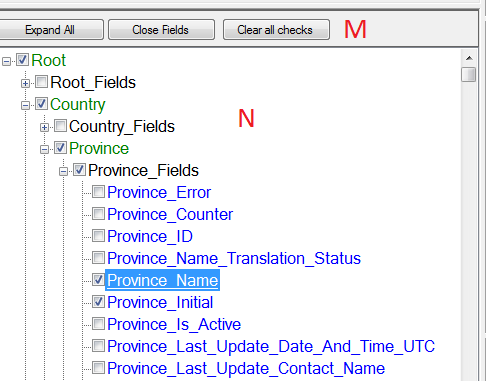 Expand All Close Fields Clear all checks M
Root
Root_Fields
Country
Country_Fields
N
Province
Province_Fields
Province_Error
Province_Counter
Province_ID
Province_Name_Translation_Status
Province_Name
Province_Initial
Province_Is_Active
Province_Last_Update_Date_And_Time_UTC
Province_Last_Update_Contact_Name